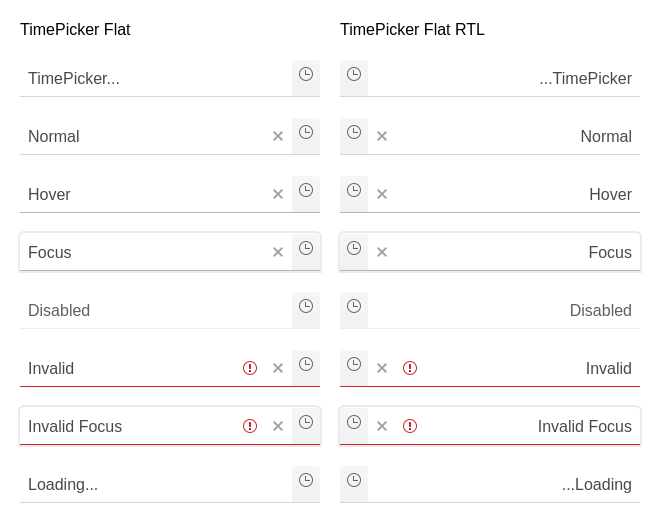 TimePicker Flat
TimePicker...
Normal
Hover
Focus
Disabled
Invalid
Invalid Focus
Loading...
TimePicker Flat RTL
...TimePicker
Normal
Hover
Focus
Disabled
Invalid
Invalid Focus
...Loading